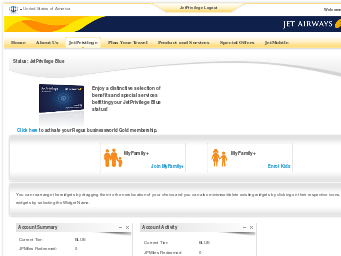 United States of America
JetPrivilege Logout
Welcome
JET AIRWAYS
Home About Us JetPrivilege Plan Your Travel Product and Services Special Offers JetMobile
Status: JetPrivilege Blue
Enjoy a distinctive selection of
benefits and special services
befitting your JetPrivilege Blue
status!
Click here to activate your Regus businessworld Gold membership.
MyFamily+
Join MyFamily+
MyFamily+
Enrol Kids
You can rearrange the widgets by dragging them to the new location of your choice and you can also minimize/delete existing widgets by clicking on their respective icons.
widgets by selecting the Widget Name.
Account Summary
Current Tier: BLUE
JPMiles Redeemed: 0
Account Activity
Current Tier: BLUE
JPMiles Redeemed: 0